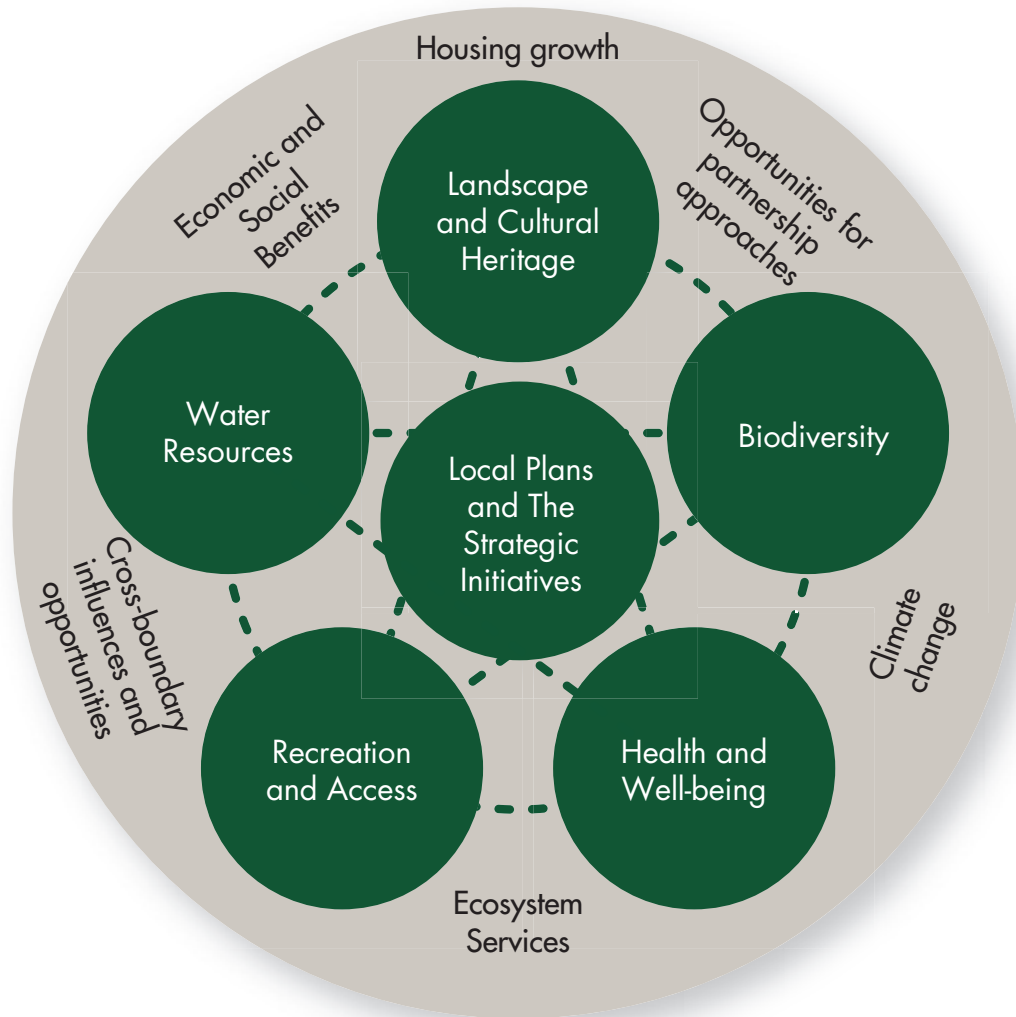 Housing growth
Economic and
Social
Benefits
Opportunities for
partnership
approaches
Landscape
and Cultural
Heritage
Water
Resources
Biodiversity
Local Plans
and The
Strategic
Initiatives
Cross-boundary
influences and
opportunities
Climate
change
Recreation
and Access
Health and
Well-being
Ecosystem
Services